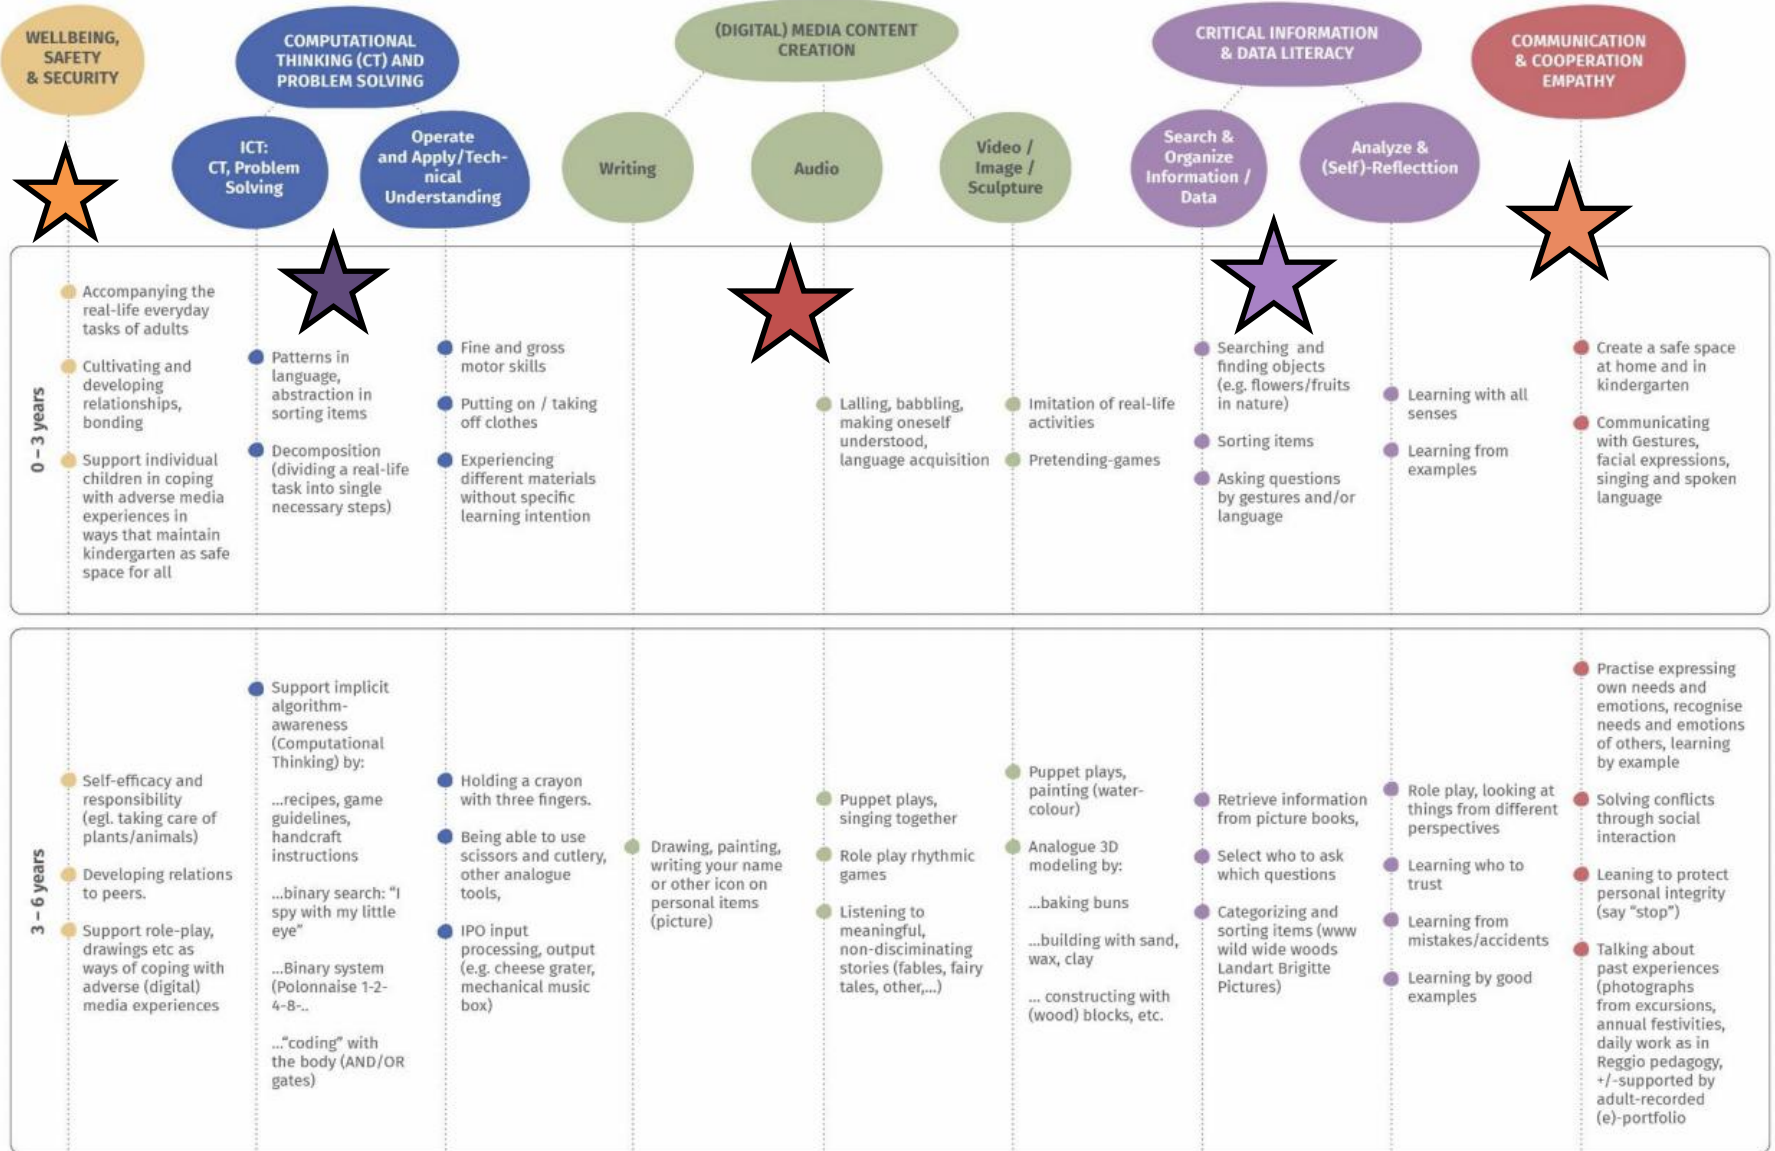 WELLBEING,
SAFETY
& SECURITY
COMPUTATIONAL
THINKING (CT) AND
PROBLEM SOLVING
(DIGITAL) MEDIA CONTENT
CREATION
CRITICAL INFORMATION
& DATA LITERACY
COMMUNICATION
& COOPERATION
EMPATHY
ICT:
CT, Problem
Solving
Operate
and Apply/Tech-
nical
Understanding
Writing
Audio
Video /
Image /
Sculpture
Search &
Organize
Information /
Data
Analyze &
(Self)-Reflecttion
0 – 3 years
Accompanying the
real-life everyday
tasks of adults
Cultivating and
developing
relationships,
bonding
Support individual
children in coping
with adverse media
experiences in
ways that maintain
kindergarten as safe
space for all
Patterns in
language,
abstraction in
sorting items
Decomposition
(dividing a real-life
task into single
necessary steps)
Fine and gross
motor skills
Putting on / taking
off clothes
Experiencing
different materials
without specific
learning intention
Lalling, babbling,
making oneself
understood,
language acquisition
Imitation of real-life
activities
Pretending-games
Searching and
finding objects
(e.g. flowers/fruits
in nature)
Sorting items
Asking questions
by gestures and/or
language
Learning with all
senses
Learning from
examples
Create a safe space
at home and in
kindergarten
Communicating
with Gestures,
facial expressions,
singing and spoken
language
3 – 6 years
Self-efficacy and
responsibility
(egl. taking care of
plants/animals)
Developing relations
to peers.
Support role-play,
drawings etc as
ways of coping with
adverse (digital)
media experiences
Support implicit
algorithm-
awareness
(Computational
Thinking) by:
...recipes, game
guidelines,
handcraft
instructions
...binary search: “I
spy with my little
eye”
...Binary system
(Polonnaise 1-2-
4-8-..
...“coding” with
the body (AND/OR
gates)
Holding a crayon
with three fingers.
Being able to use
scissors and cutlery,
other analogue
tools,
IPO input
processing, output
(e.g. cheese grater,
mechanical music
box)
Drawing, painting,
writing your name
or other icon on
personal items
(picture)
Puppet plays,
singing together
Role play rhythmic
games
Listening to
meaningful,
non-disciminating
stories (fables, fairy
tales, other,...)
Puppet plays,
painting (water-
colour)
Analogue 3D
modeling by:
...baking buns
...building with sand,
wax, clay
... constructing with
(wood) blocks, etc.
Retrieve information
from picture books,
Select who to ask
which questions
Categorizing and
sorting items (www
wild wide woods
Landart Brigitte
Pictures)
Role play, looking at
things from different
perspectives
Learning who to
trust
Learning from
mistakes/accidents
Learning by good
examples
Practise expressing
own needs and
emotions, recognise
needs and emotions
of others, learning
by example
Solving conflicts
through social
interaction
Leaning to protect
personal integrity
(say “stop”)
Talking about
past experiences
(photographs
from excursions,
annual festivities,
daily work as in
Reggio pedagogy,
+/-supported by
adult-recorded
(e)-portfolio